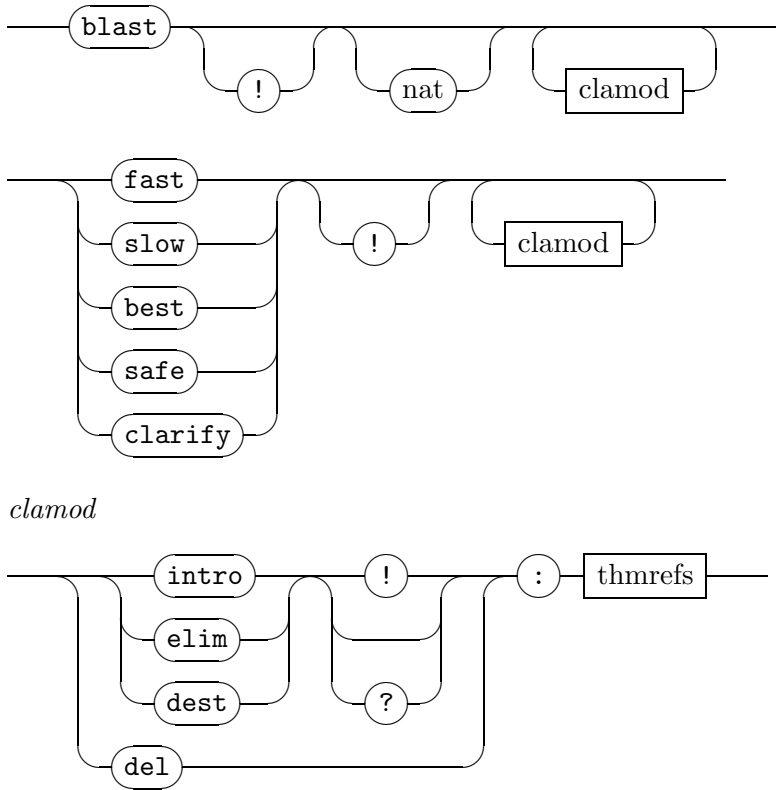 blast
! nat clamod
fast
slow ! clamod
best
safe
clarify
clamod
intro ! : thmrefs
elim
dest ?
del